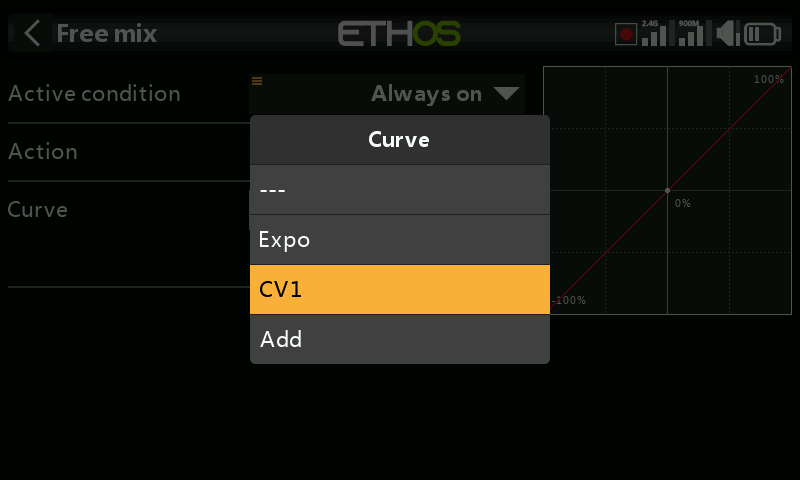 Free mix
ETHOS
2.4G
900M
Active condition
Always on
Action
Curve
Curve
---
Expo
CV1
Add
100%
0%
-100%